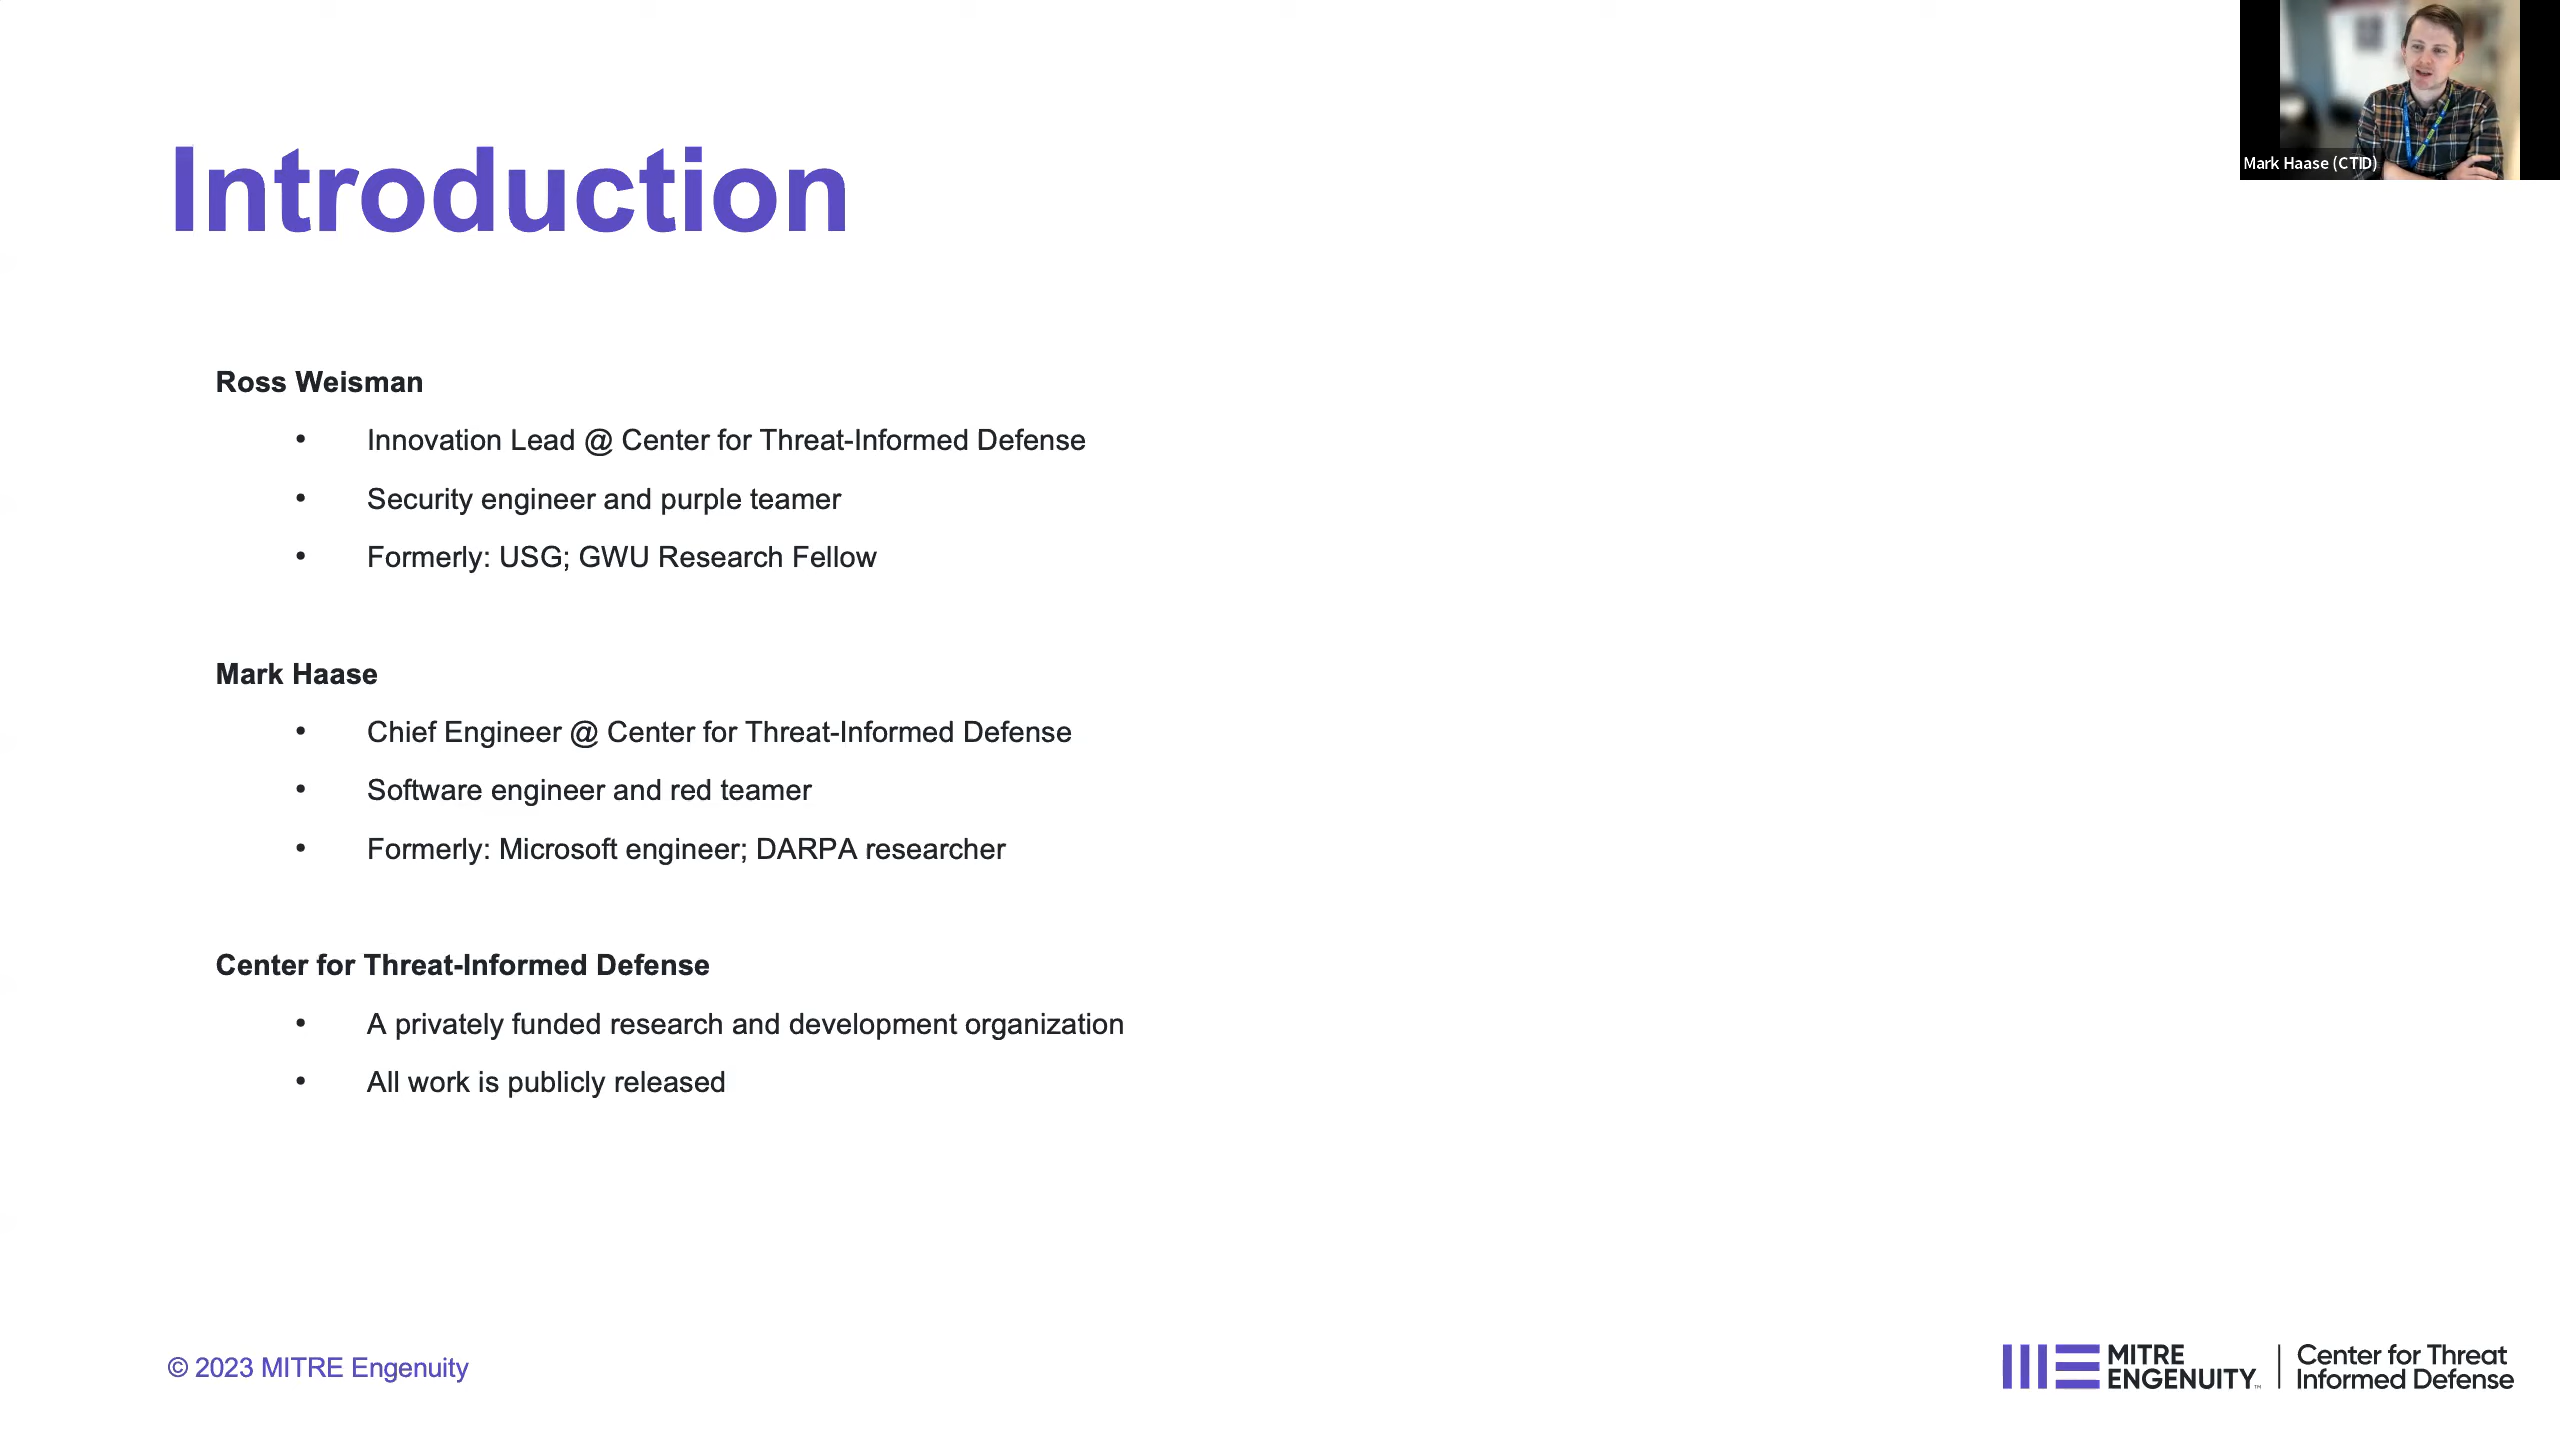 Mark Haase (CTID)
Introduction
Ross Weisman
• Innovation Lead @ Center for Threat-Informed Defense
• Security engineer and purple teamer
• Formerly: USG; GWU Research Fellow
Mark Haase
• Chief Engineer @ Center for Threat-Informed Defense
• Software engineer and red teamer
• Formerly: Microsoft engineer; DARPA researcher
Center for Threat-Informed Defense
• A privately funded research and development organization
• All work is publicly released
© 2023 MITRE Engenuity
MITRE
ENGENUITY™
Center for Threat
Informed Defense